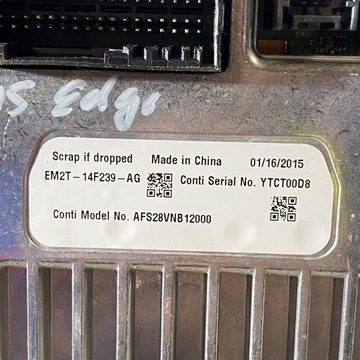 Edge
Scrap if dropped Made in China 01/16/2015
EM2T-14F239-AG Conti Serial No. YTCT00D8
Conti Model No. AFS28VNB12000